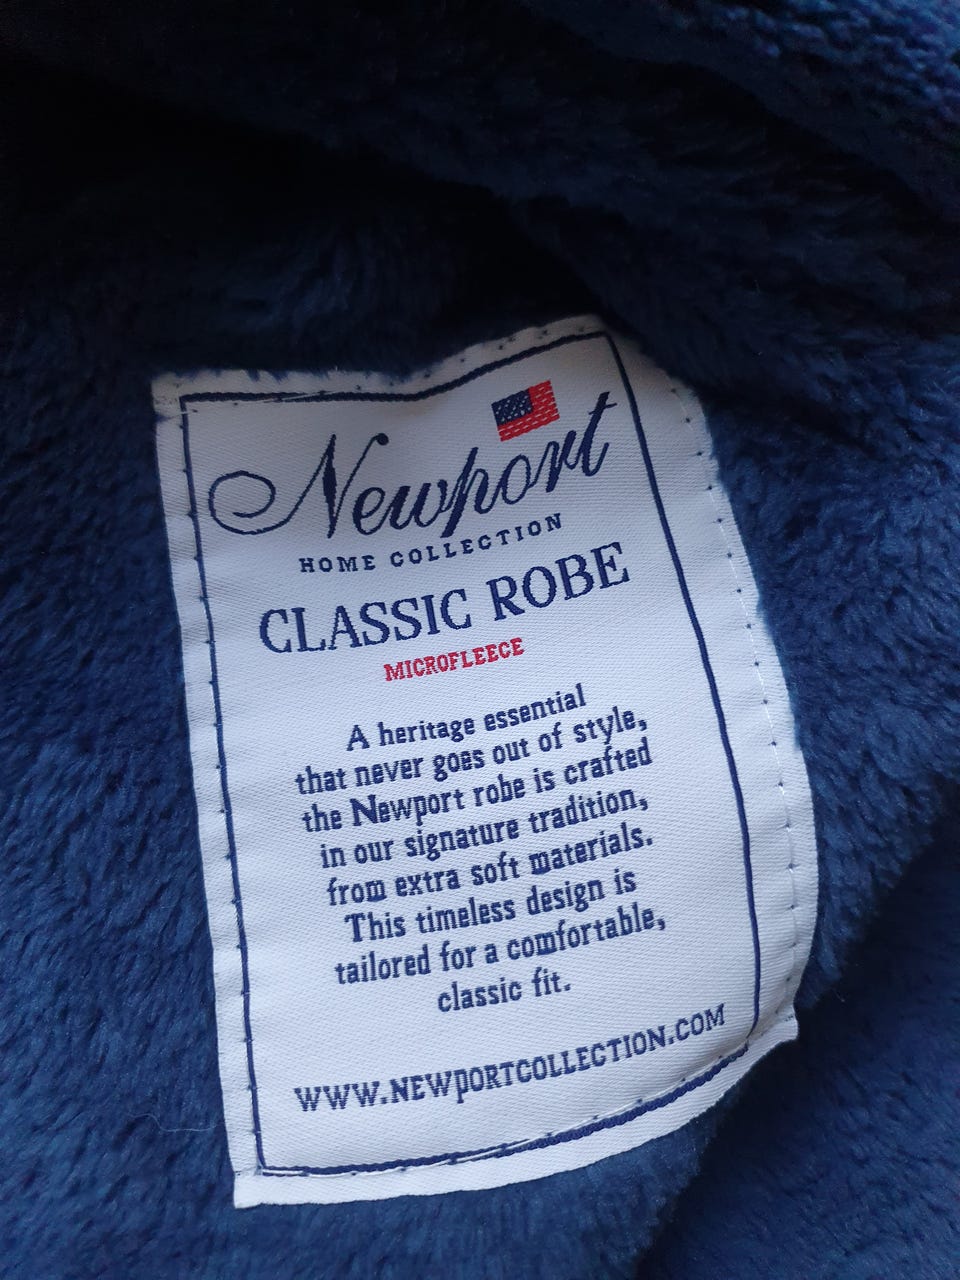 Newport
HOME COLLECTION
CLASSIC ROBE
MICROFLEECE
A heritage essential
that never goes out of style,
the Newport robe is crafted
in our signature tradition,
from extra soft materials.
This timeless design is
tailored for a comfortable,
classic fit.
WWW.NEWPORTCOLLECTION.COM